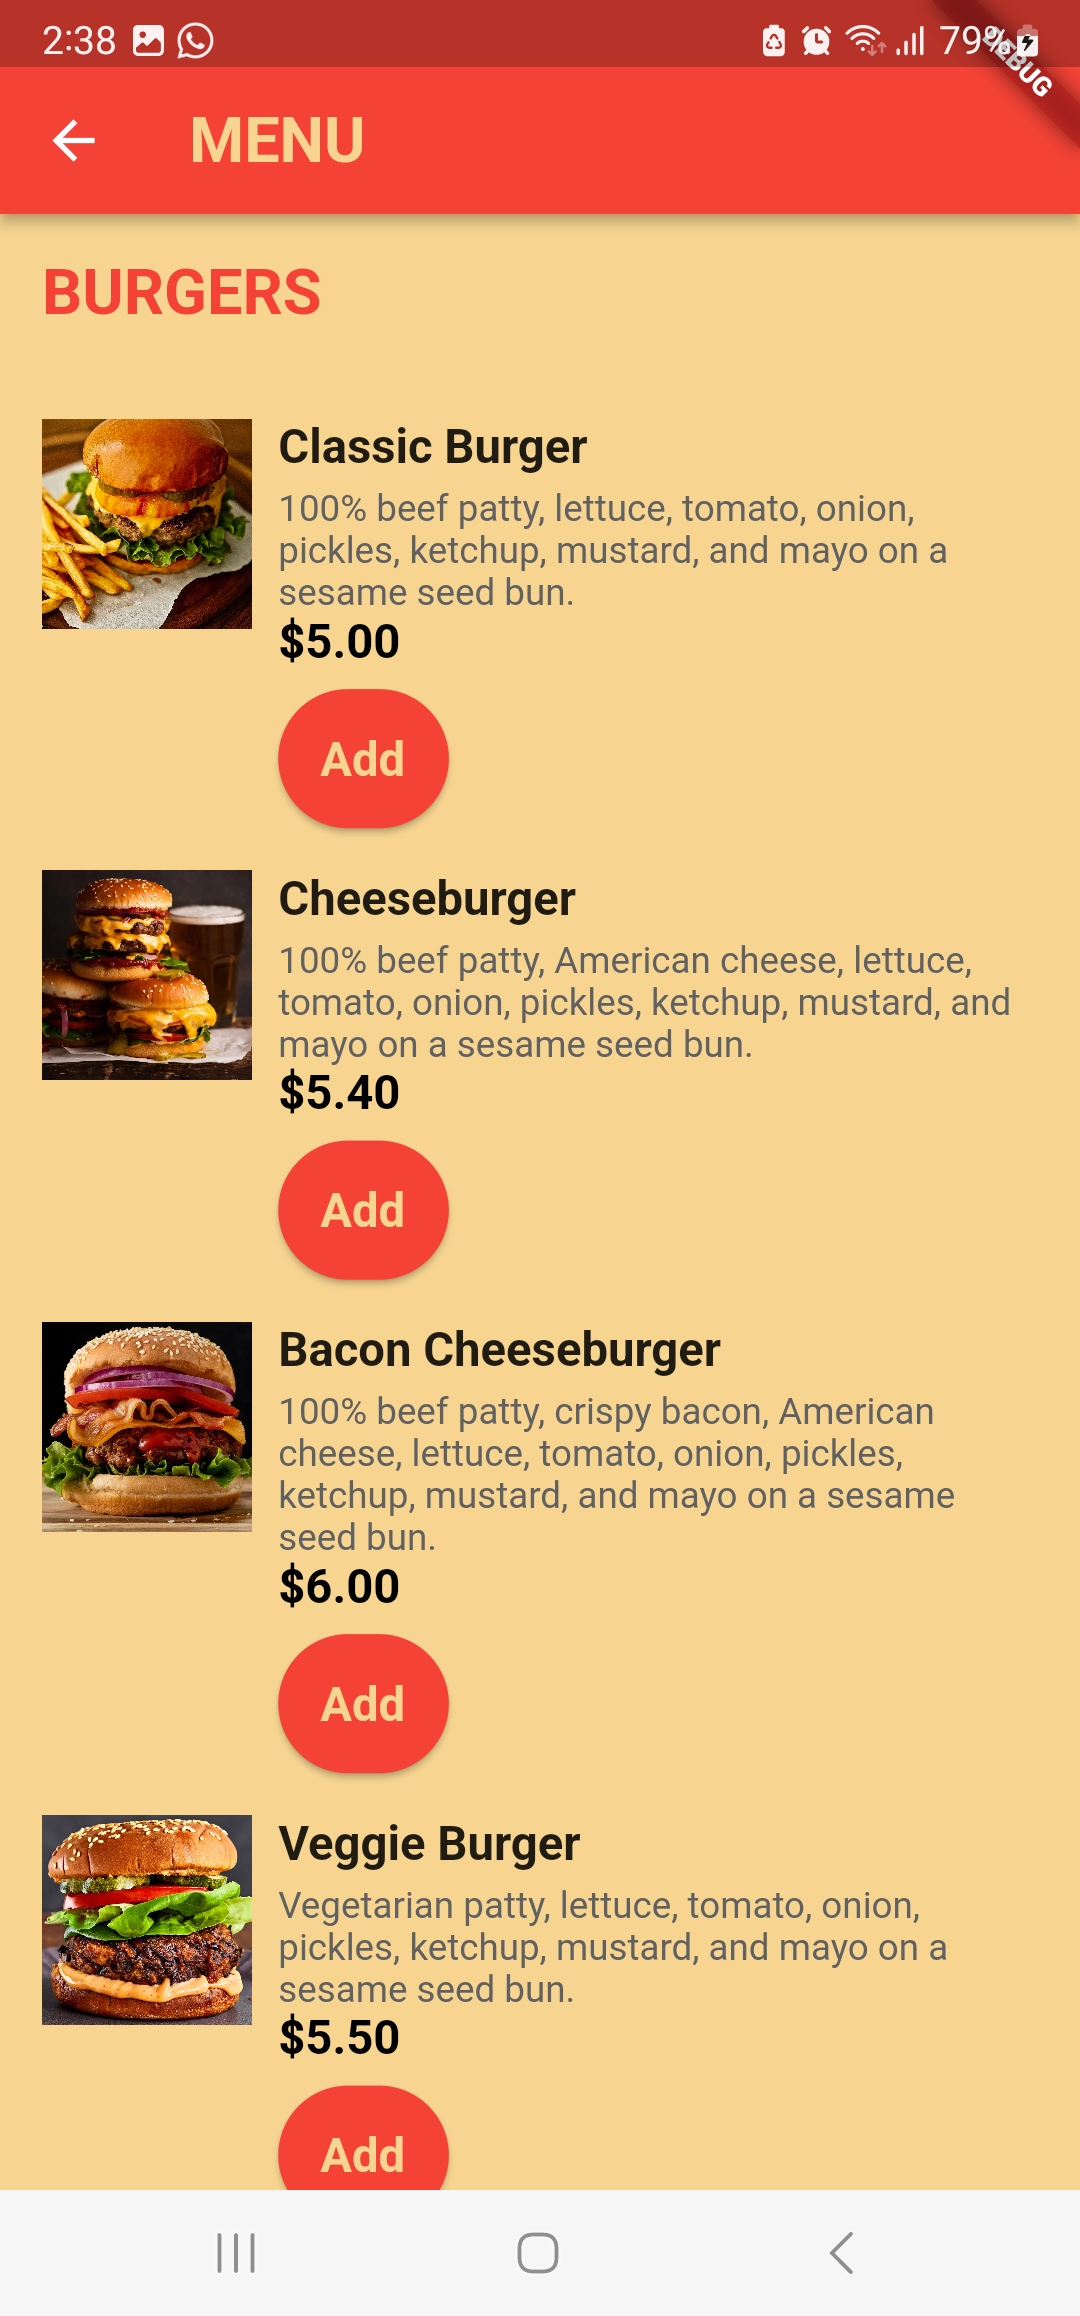 2:38
79%
DEBUG
MENU
BURGERS
Classic Burger
100% beef patty, lettuce, tomato, onion,
pickles, ketchup, mustard, and mayo on a
sesame seed bun.
$5.00
Add
Cheeseburger
100% beef patty, American cheese, lettuce,
tomato, onion, pickles, ketchup, mustard, and
mayo on a sesame seed bun.
$5.40
Add
Bacon Cheeseburger
100% beef patty, crispy bacon, American
cheese, lettuce, tomato, onion, pickles,
ketchup, mustard, and mayo on a sesame
seed bun.
$6.00
Add
Veggie Burger
Vegetarian patty, lettuce, tomato, onion,
pickles, ketchup, mustard, and mayo on a
sesame seed bun.
$5.50
Add